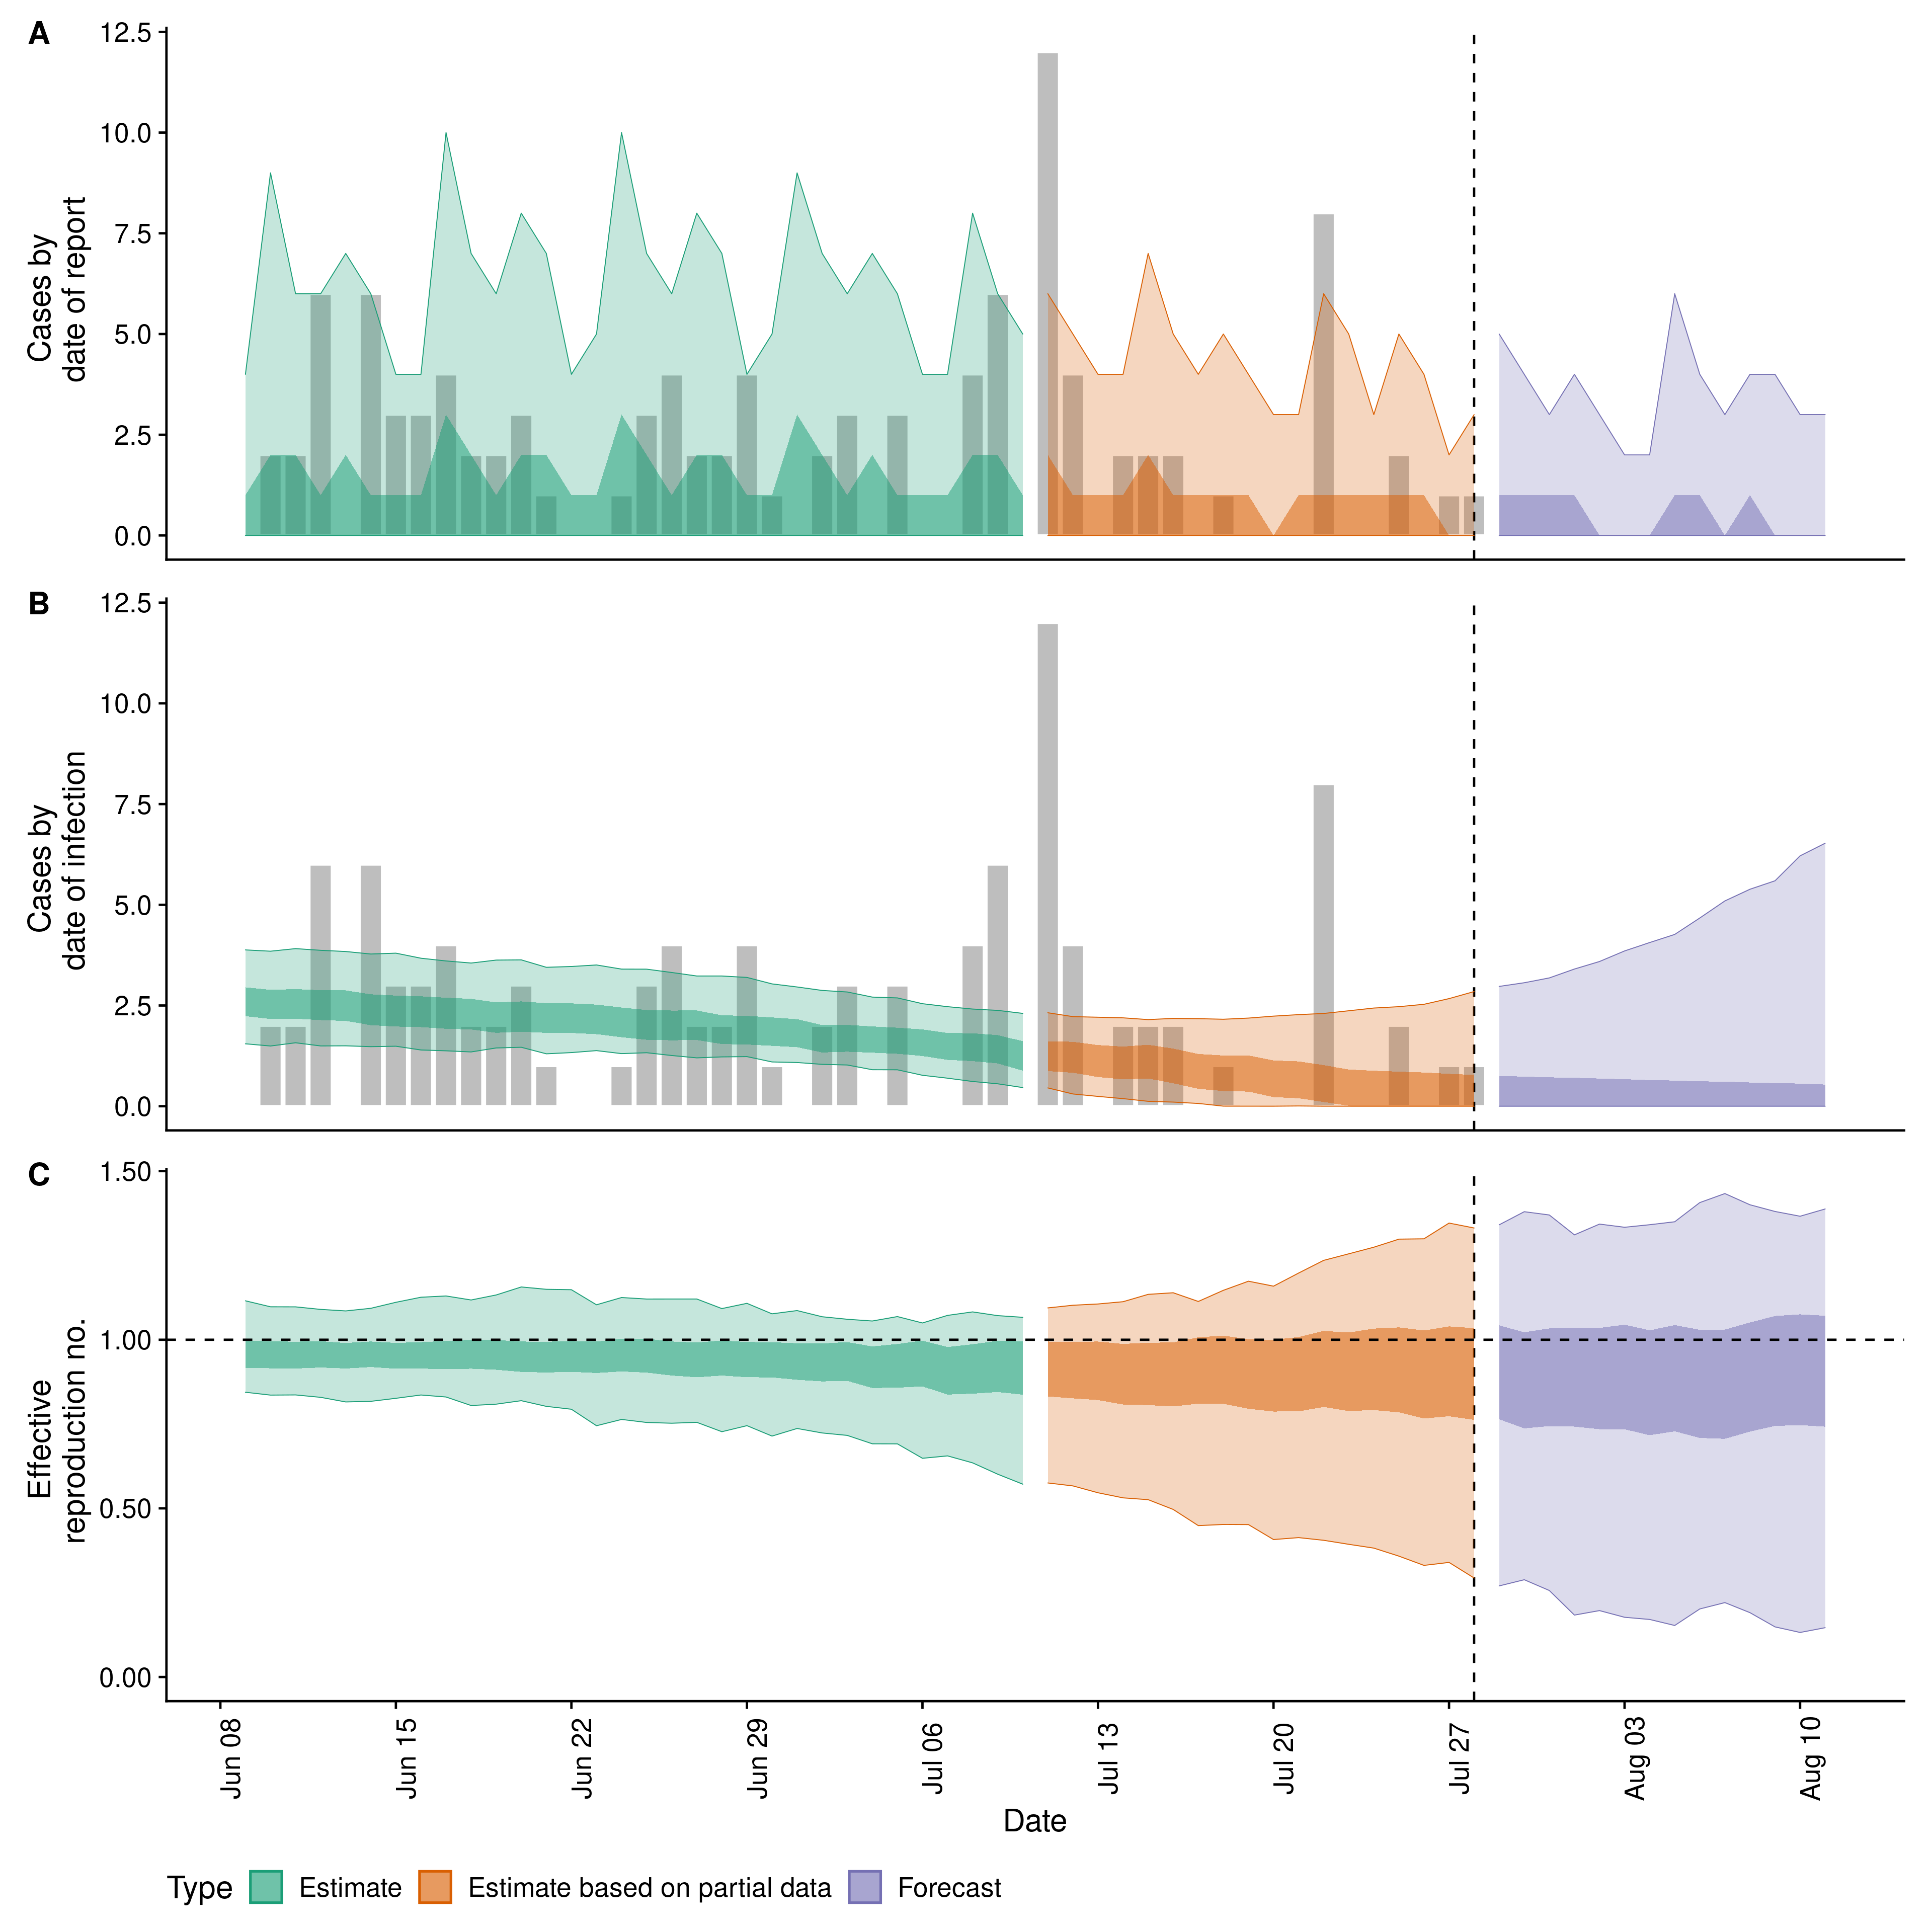 A
12.5
10.0
7.5
5.0
2.5
0.0
Cases by
date of report
B
12.5
10.0
7.5
5.0
2.5
0.0
Cases by
date of infection
C
1.50
1.00
0.50
0.00
Effective
reproduction no.
Jun 08
Jun 15
Jun 22
Jun 29
Jul 06
Jul 13
Jul 20
Jul 27
Aug 03
Aug 10
Date
Type Estimate Estimate based on partial data Forecast